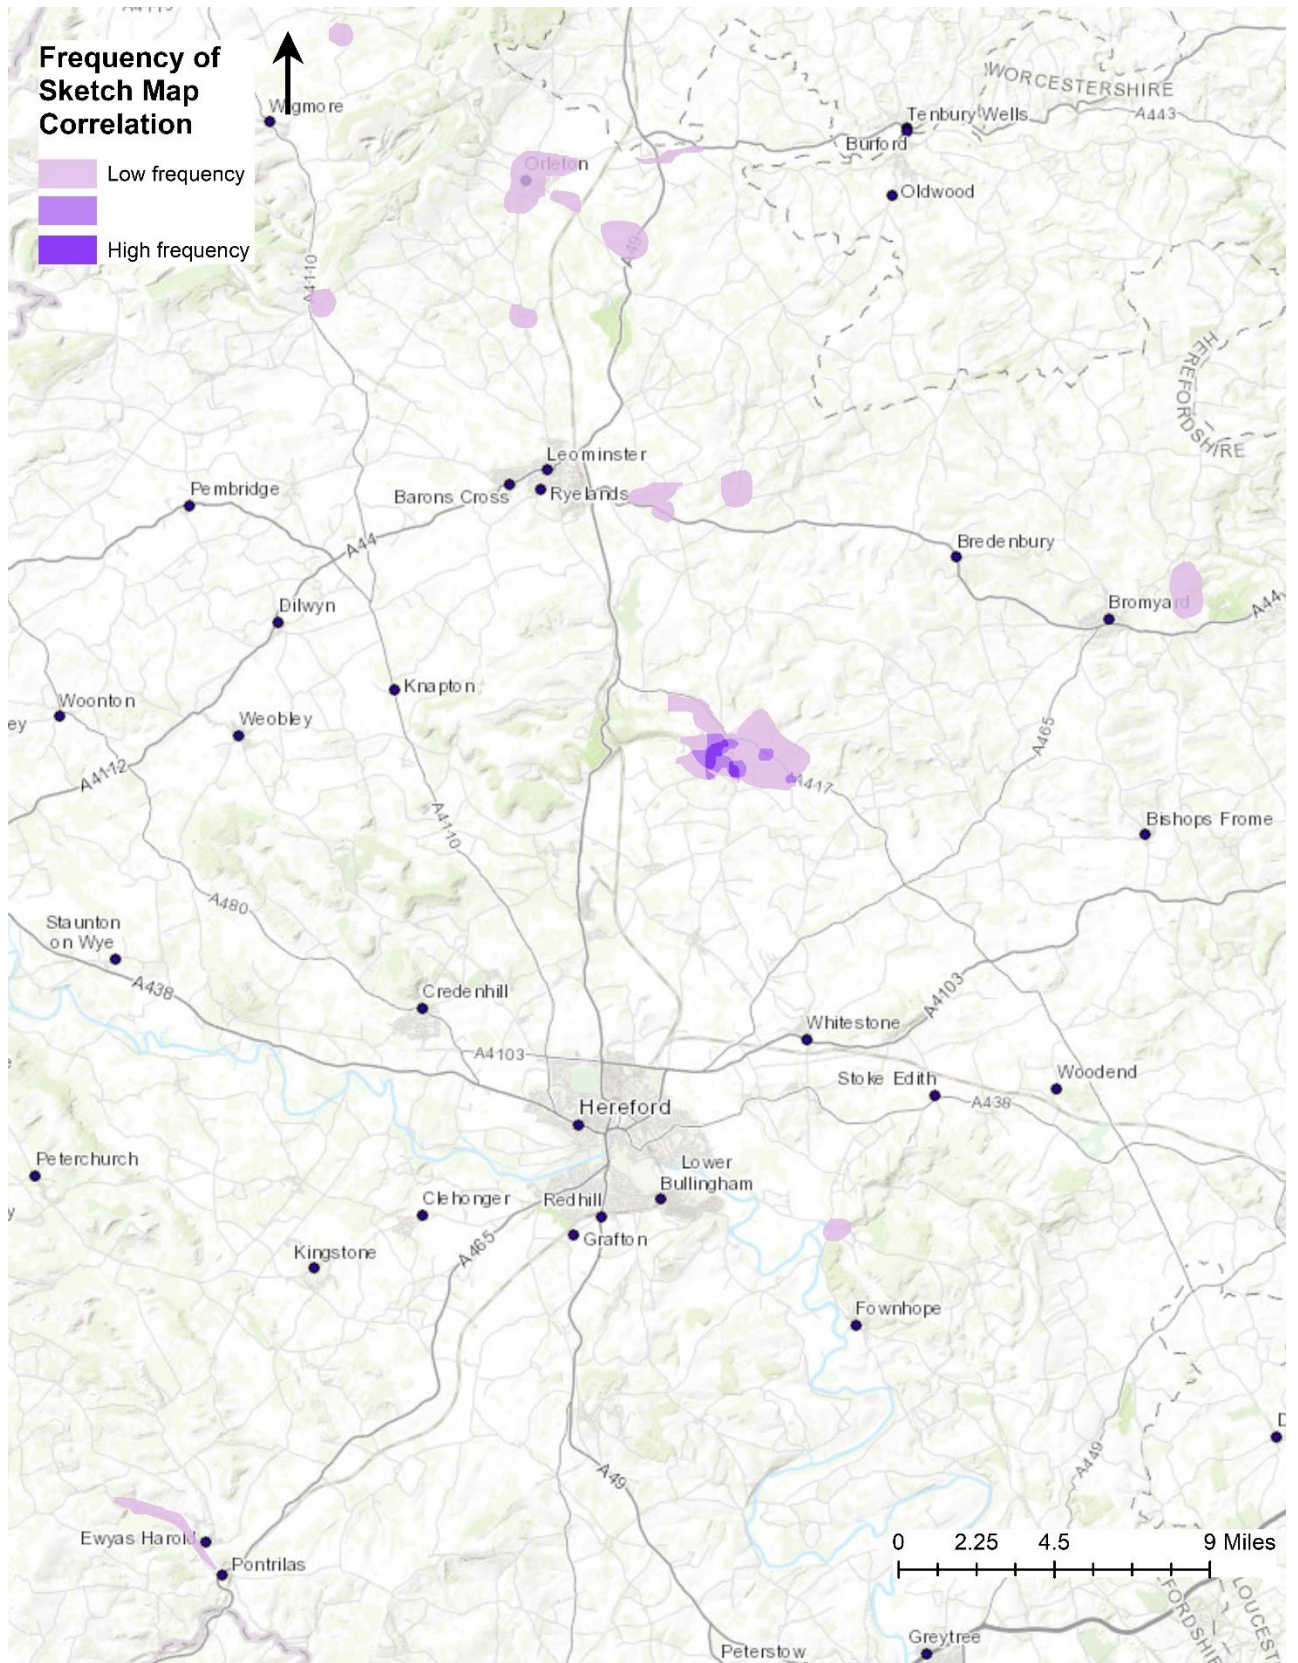 Frequency of
Sketch Map
Correlation
Low frequency
High frequency
Wigmore
WORCESTERSHIRE
Tenbury Wells
A443
Burford
Orleton
Oldwood
A49
A4110
HEREFORDSHIRE
Leominster
Pembridge
Barons Cross
Ryelands
A44
Bredenbury
Dilwyn
Bromyard
A44
Knapton
Woonton
ey
Weobley
A465
A4112
A417
A4110
Bishops Frome
A480
Staunton
on Wye
A438
Credenhill
A4103
Whitestone
A4103
Stoke Edith
Woodend
A438
Hereford
Peterchurch
Lower
Bullingham
y
Clehonger
Redhill
Grafton
A465
Kingstone
Fownhope
D
A49
A449
Ewyas Harold
Pontrilas
0 2.25 4.5 9 Miles
FORDSHIR
LOUCEST
Greytree
Peterstow